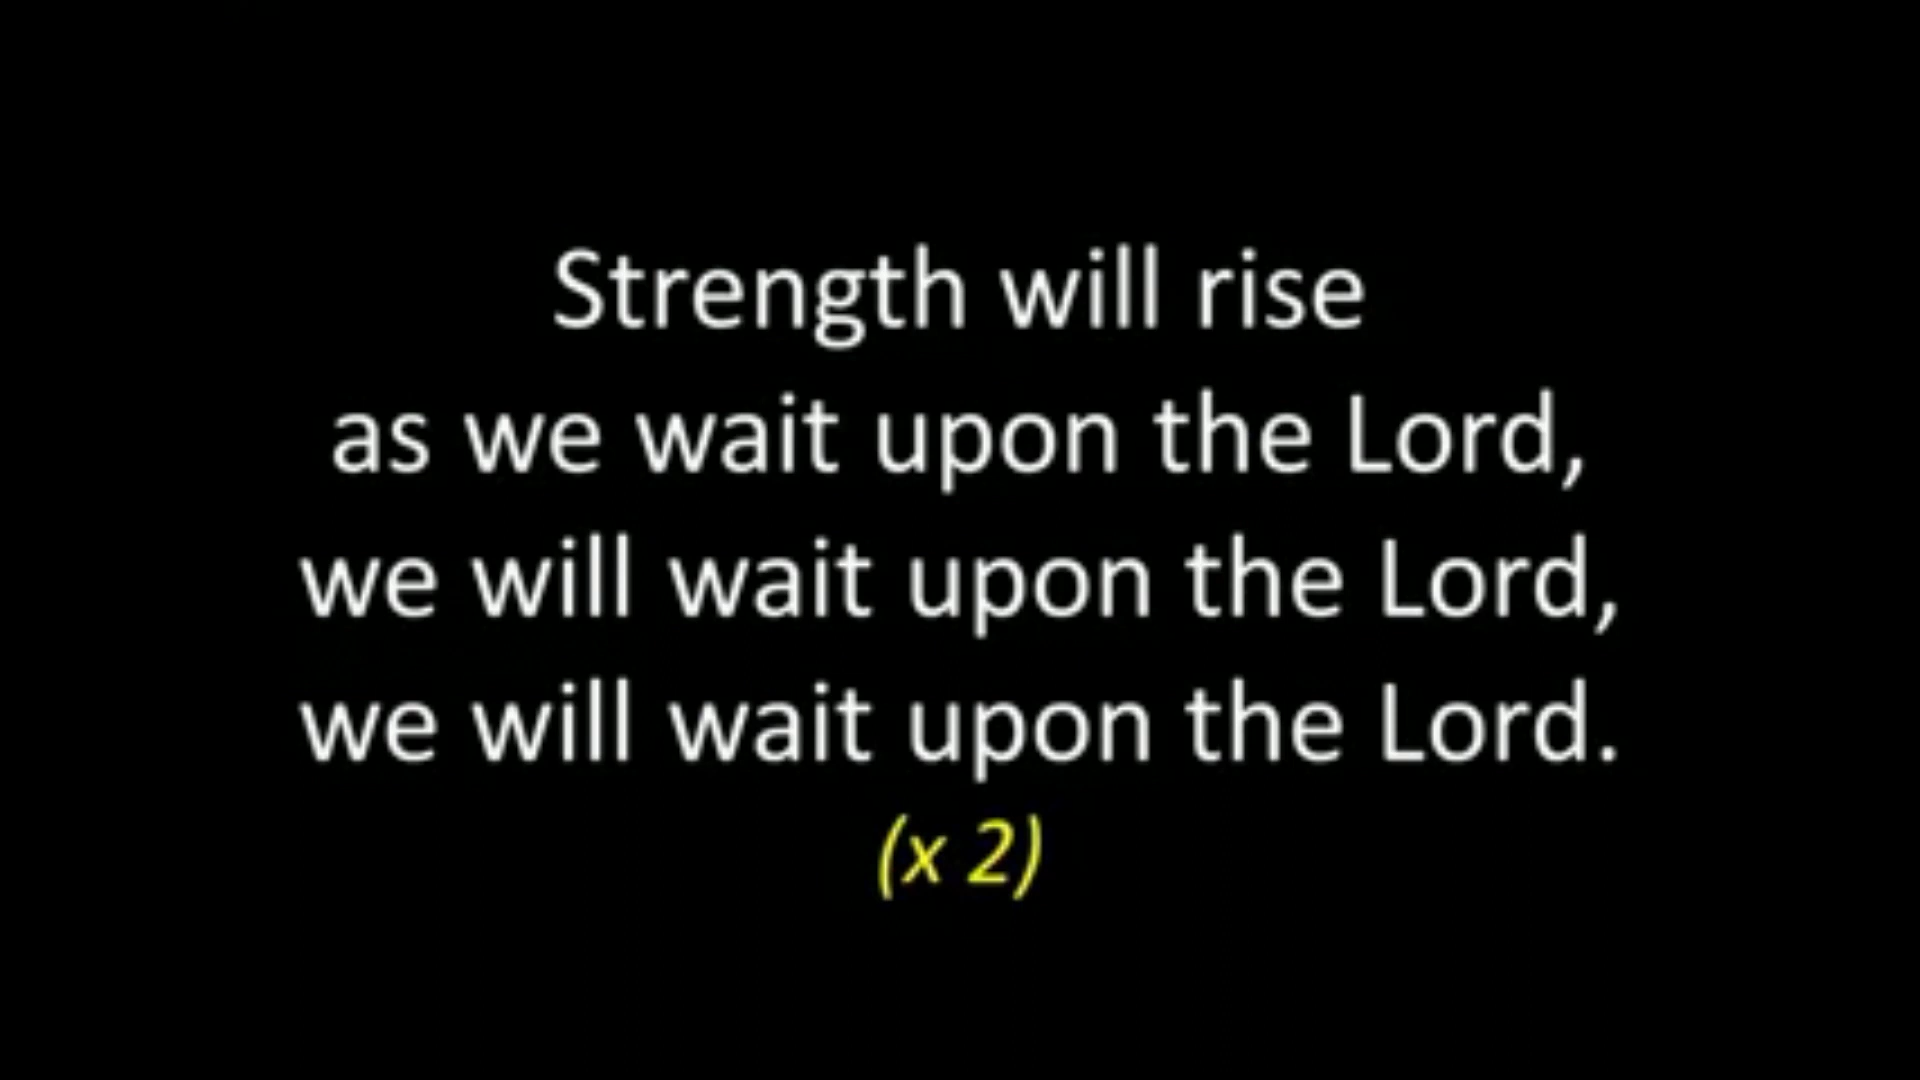 Strength will rise
as we wait upon the Lord,
we will wait upon the Lord,
we will wait upon the Lord.
(x 2)